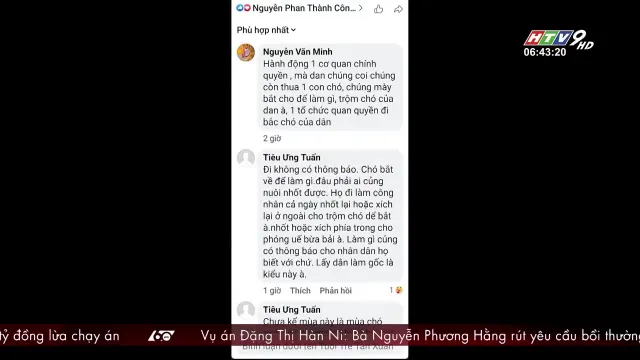 Nguyễn Phan Thành Côn... >
Phù hợp nhất
Nguyễn Văn Minh
Hành động 1 cơ quan chính
quyền , mà dan chúng coi chúng
còn thua 1 con chó, chúng mày
bắt cho để làm gì, trộm chó của
dan à, 1 tổ chức quan quyền đi
bắc chó của dân
2 giờ
Tiêu Ưng Tuấn
Đi không có thông báo. Chó bắt
về để làm gì.đâu phải ai củng
nuôi nhốt được. Họ đi làm công
nhân cả ngày nhốt lại hoặc xích
lại ở ngoài cho trộm chó dể bắt
à.nhốt hoặc xích phía trong cho
phóng uế bừa bải à. Làm gì củng
có thông báo cho nhân dân họ
biết với chứ. Lấy dân làm gốc là
kiểu này à.
1 giờ Thích Phản hồi 1
Tiêu Ưng Tuấn
Chưa kể mùa này là mùa chó
HTV9 HD
06:43:20
tỷ đồng lừa chạy án 60 Vụ án Đặng Thị Hàn Ni: Bà Nguyễn Phương Hằng rút yêu cầu bồi thường